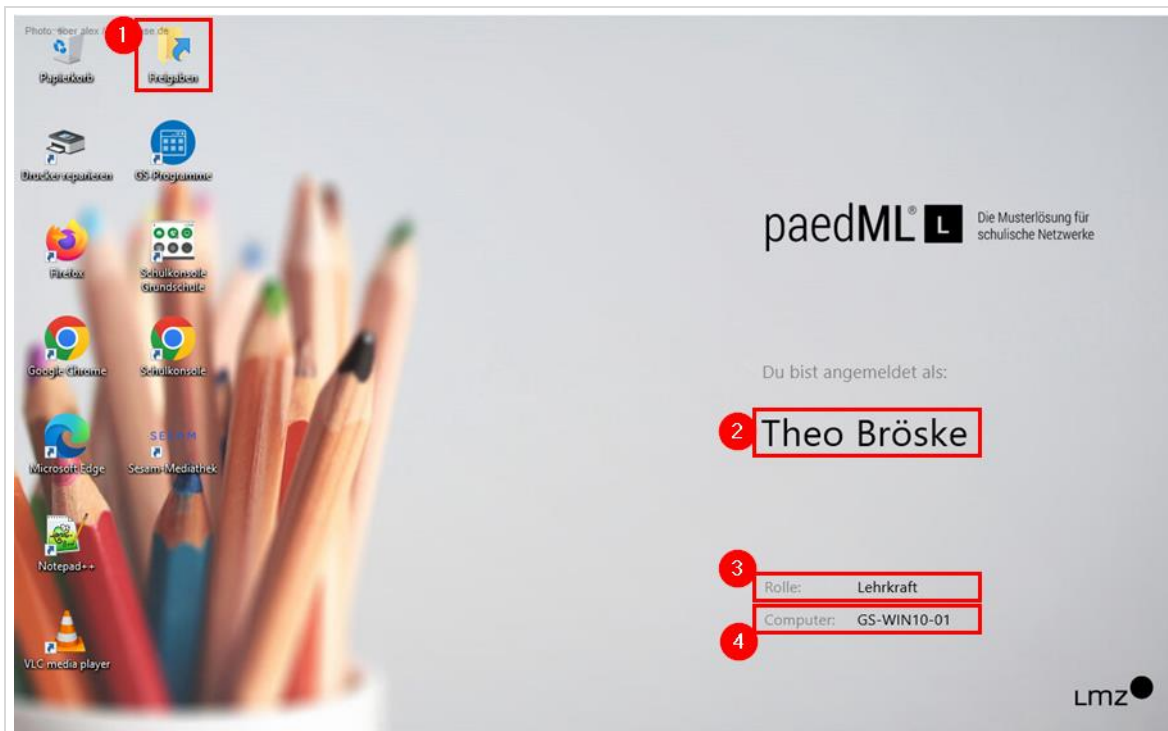 Photo:
1
Papierkorb
Freigaben
Drucker reparieren
GS-Programme
Firefox
Schulkonsole
Grundschule
Google Chrome
Schulkonsole
SESAM
Microsoft Edge
Sesam-Mediathek
Notepad++
VLC media player
paedML® L
Die Musterlösung für
schulische Netzwerke
Du bist angemeldet als:
2
Theo Bröske
3
Rolle: Lehrkraft
Computer: GS-WIN10-01
4
LMZ